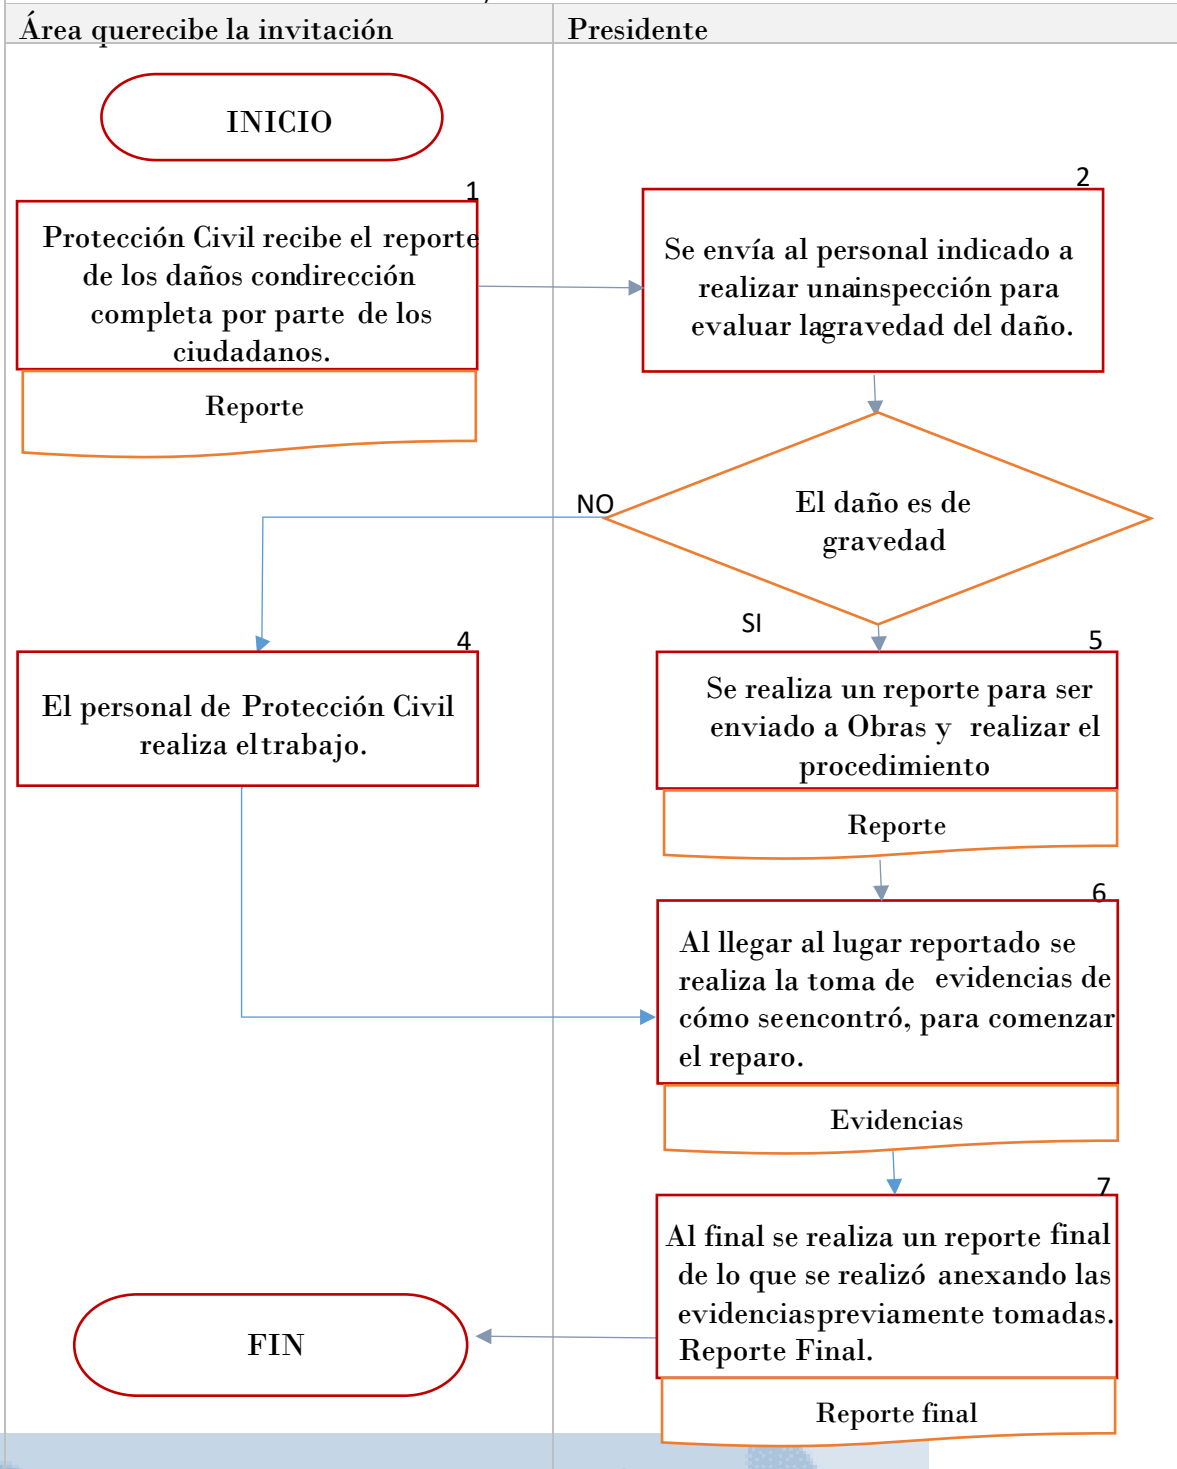 Área querecibe la invitación
Presidente
INICIO
1
Protección Civil recibe el reporte
de los daños condirección
completa por parte de los
ciudadanos.
Reporte
2
Se envía al personal indicado a
realizar unainspección para
evaluar lagravedad del daño.
NO
El daño es de
gravedad
SI
4
El personal de Protección Civil
realiza eltrabajo.
5
Se realiza un reporte para ser
enviado a Obras y realizar el
procedimiento
Reporte
6
Al llegar al lugar reportado se
realiza la toma de evidencias de
cómo seencontró, para comenzar
el reparo.
Evidencias
7
Al final se realiza un reporte final
de lo que se realizó anexando las
evidenciaspreviamente tomadas.
Reporte Final.
Reporte final
FIN